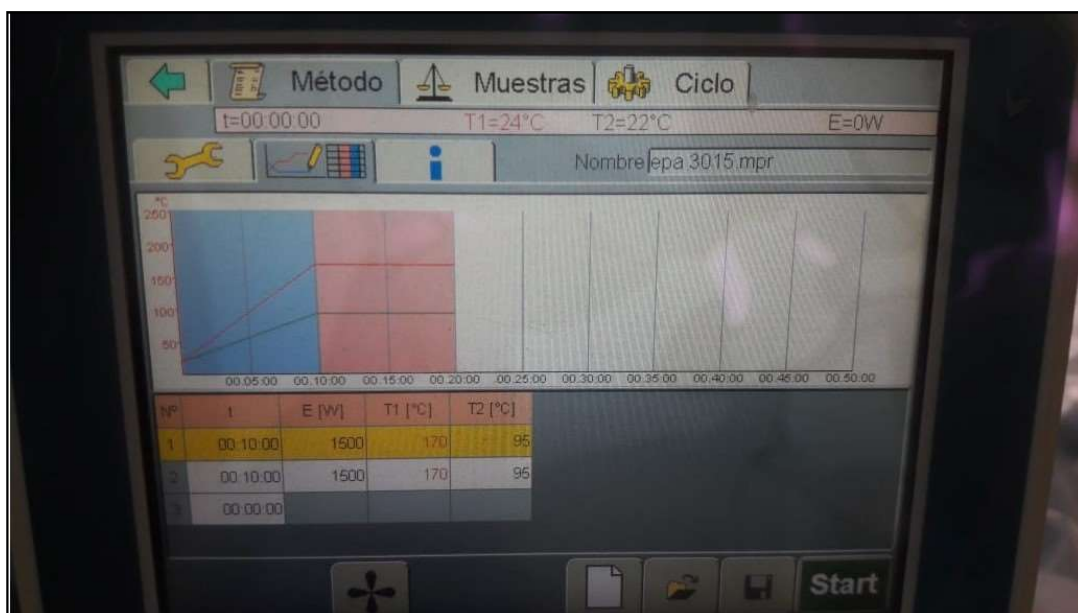 Método Muestras Ciclo
t=00:00:00 T1=24°C T2=22°C E=0W
Nombre epa 3015.mpr
°C
250
200
150
100
50
00:05:00 00:10:00 00:15:00 00:20:00 00:25:00 00:30:00 00:35:00 00:40:00 00:45:00 00:50:00
Nº t E [W] T1 [°C] T2 [°C]
1 00:10:00 1500 170 95
2 00:10:00 1500 170 95
3 00:00:00
Start